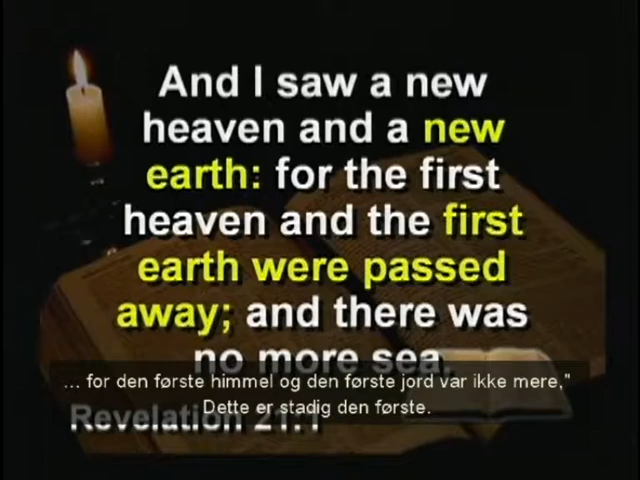 And I saw a new
heaven and a new
earth: for the first
heaven and the first
earth were passed
away; and there was
no more sea.
... for den første himmel og den første jord var ikke mere,"
Dette er stadig den første.
Revelation 21:1